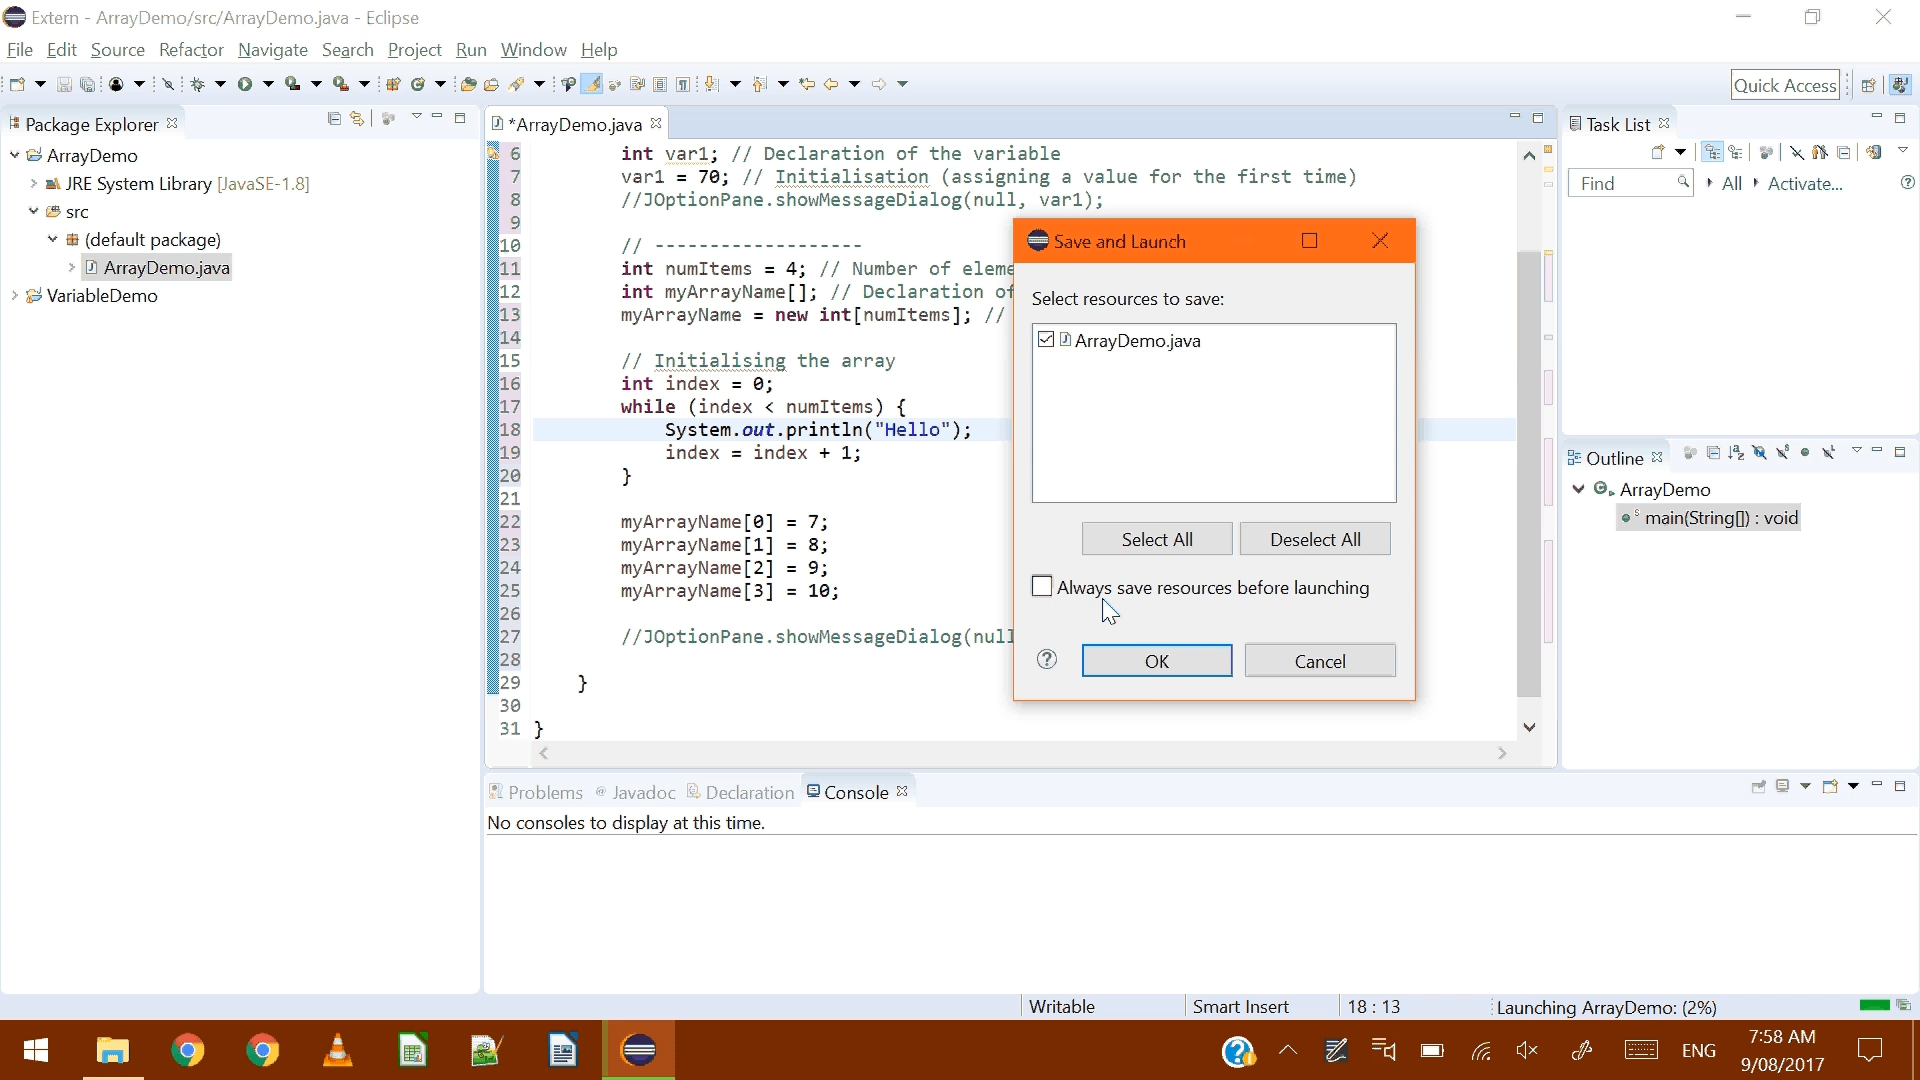 Extern - ArrayDemo/src/ArrayDemo.java - Eclipse
File Edit Source Refactor Navigate Search Project Run Window Help
Quick Access
Package Explorer
ArrayDemo
JRE System Library [JavaSE-1.8]
src
(default package)
ArrayDemo.java
VariableDemo
*ArrayDemo.java
6 int var1; // Declaration of the variable
7 var1 = 70; // Initialisation (assigning a value for the first time)
8 //JOptionPane.showMessageDialog(null, var1);
9
10 // -------------------
11 int numItems = 4; // Number of eleme
12 int myArrayName[]; // Declaration of
13 myArrayName = new int[numItems]; //
14
15 // Initialising the array
16 int index = 0;
17 while (index < numItems) {
18 System.out.println("Hello");
19 index = index + 1;
20 }
21
22 myArrayName[0] = 7;
23 myArrayName[1] = 8;
24 myArrayName[2] = 9;
25 myArrayName[3] = 10;
26
27 //JOptionPane.showMessageDialog(null
28
29 }
30
31 }
Save and Launch
Select resources to save:
ArrayDemo.java
Select All Deselect All
Always save resources before launching
OK Cancel
Task List
Find All Activate...
Outline
ArrayDemo
main(String[]) : void
Problems @ Javadoc Declaration Console
No consoles to display at this time.
Writable Smart Insert 18 : 13 Launching ArrayDemo: (2%)
ENG
7:58 AM
9/08/2017